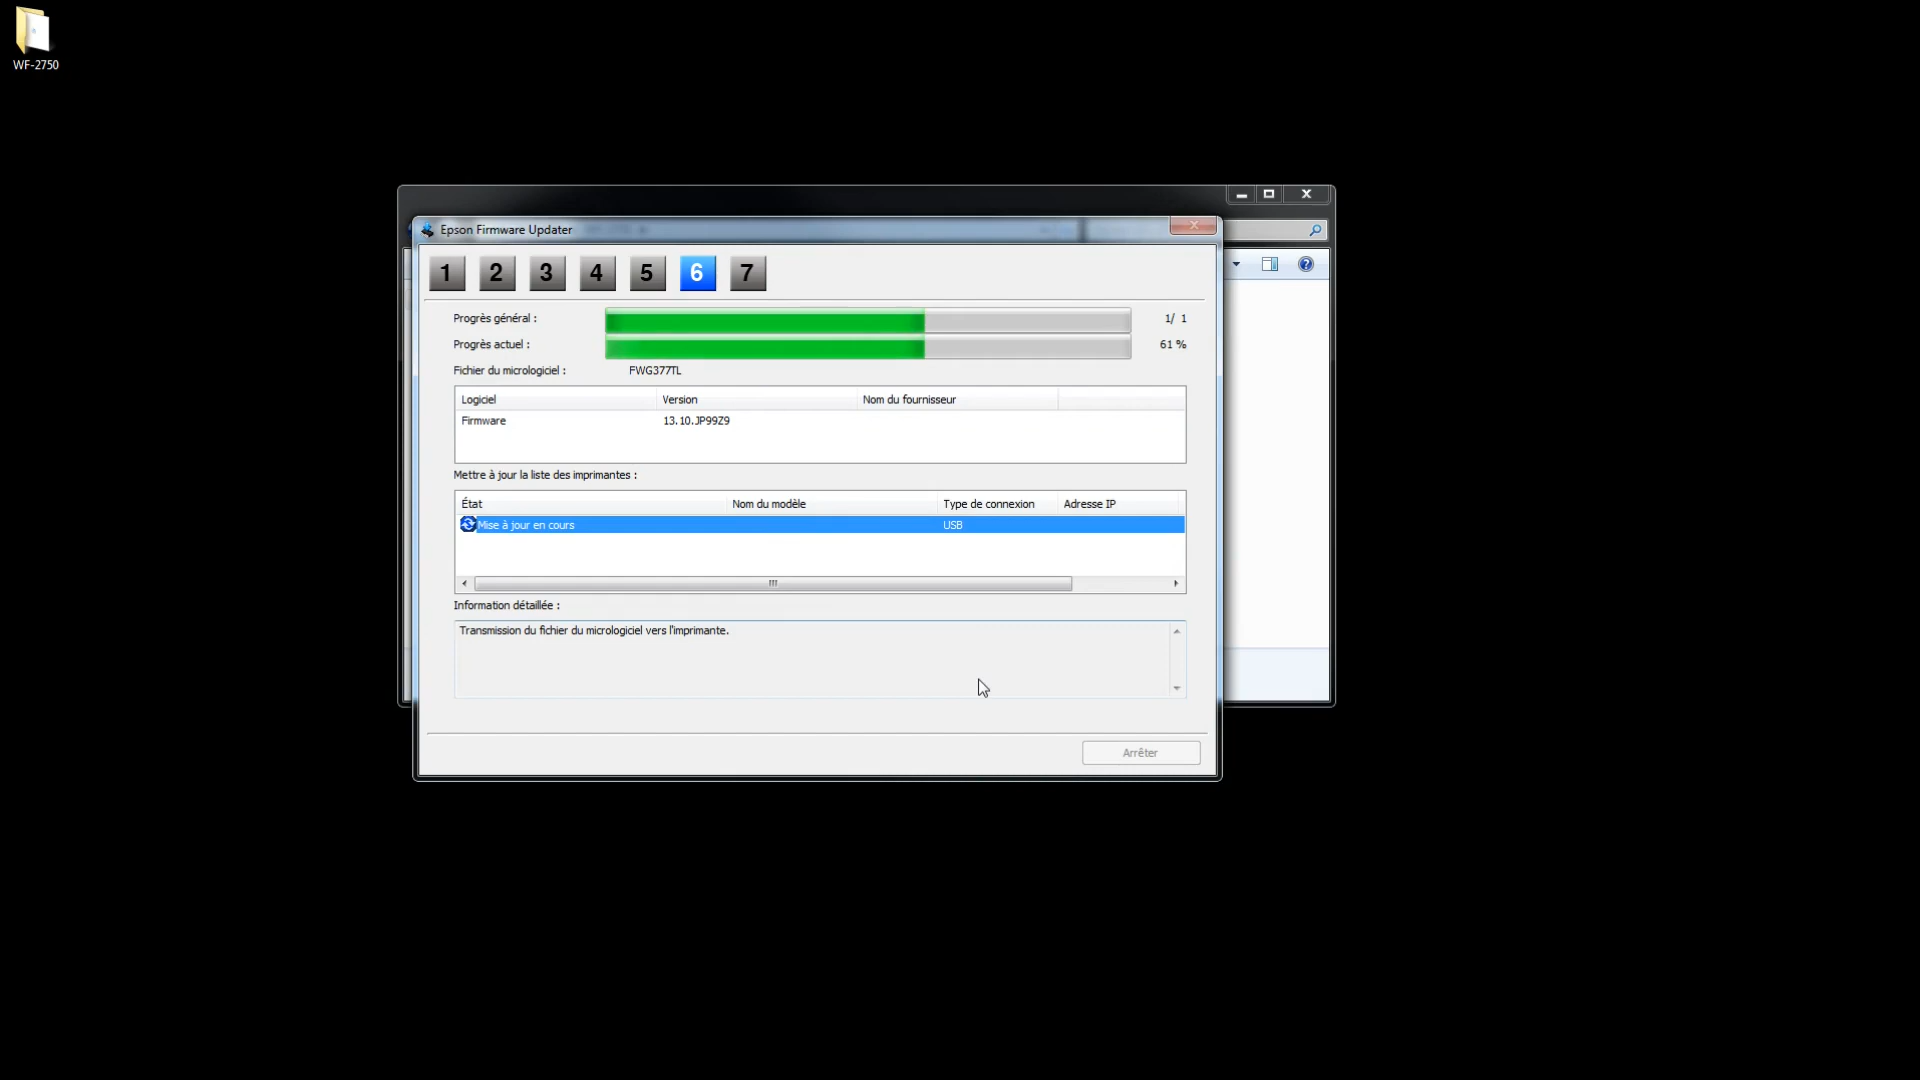 WF-2750
Epson Firmware Updater
1 2 3 4 5 6 7
Progrès général : 1/ 1
Progrès actuel : 61 %
Fichier du micrologiciel : FWG377TL
Logiciel Version Nom du fournisseur
Firmware 13.10.JP99Z9
Mettre à jour la liste des imprimantes :
État Nom du modèle Type de connexion Adresse IP
Mise à jour en cours USB
Information détaillée :
Transmission du fichier du micrologiciel vers l'imprimante.
Arrêter